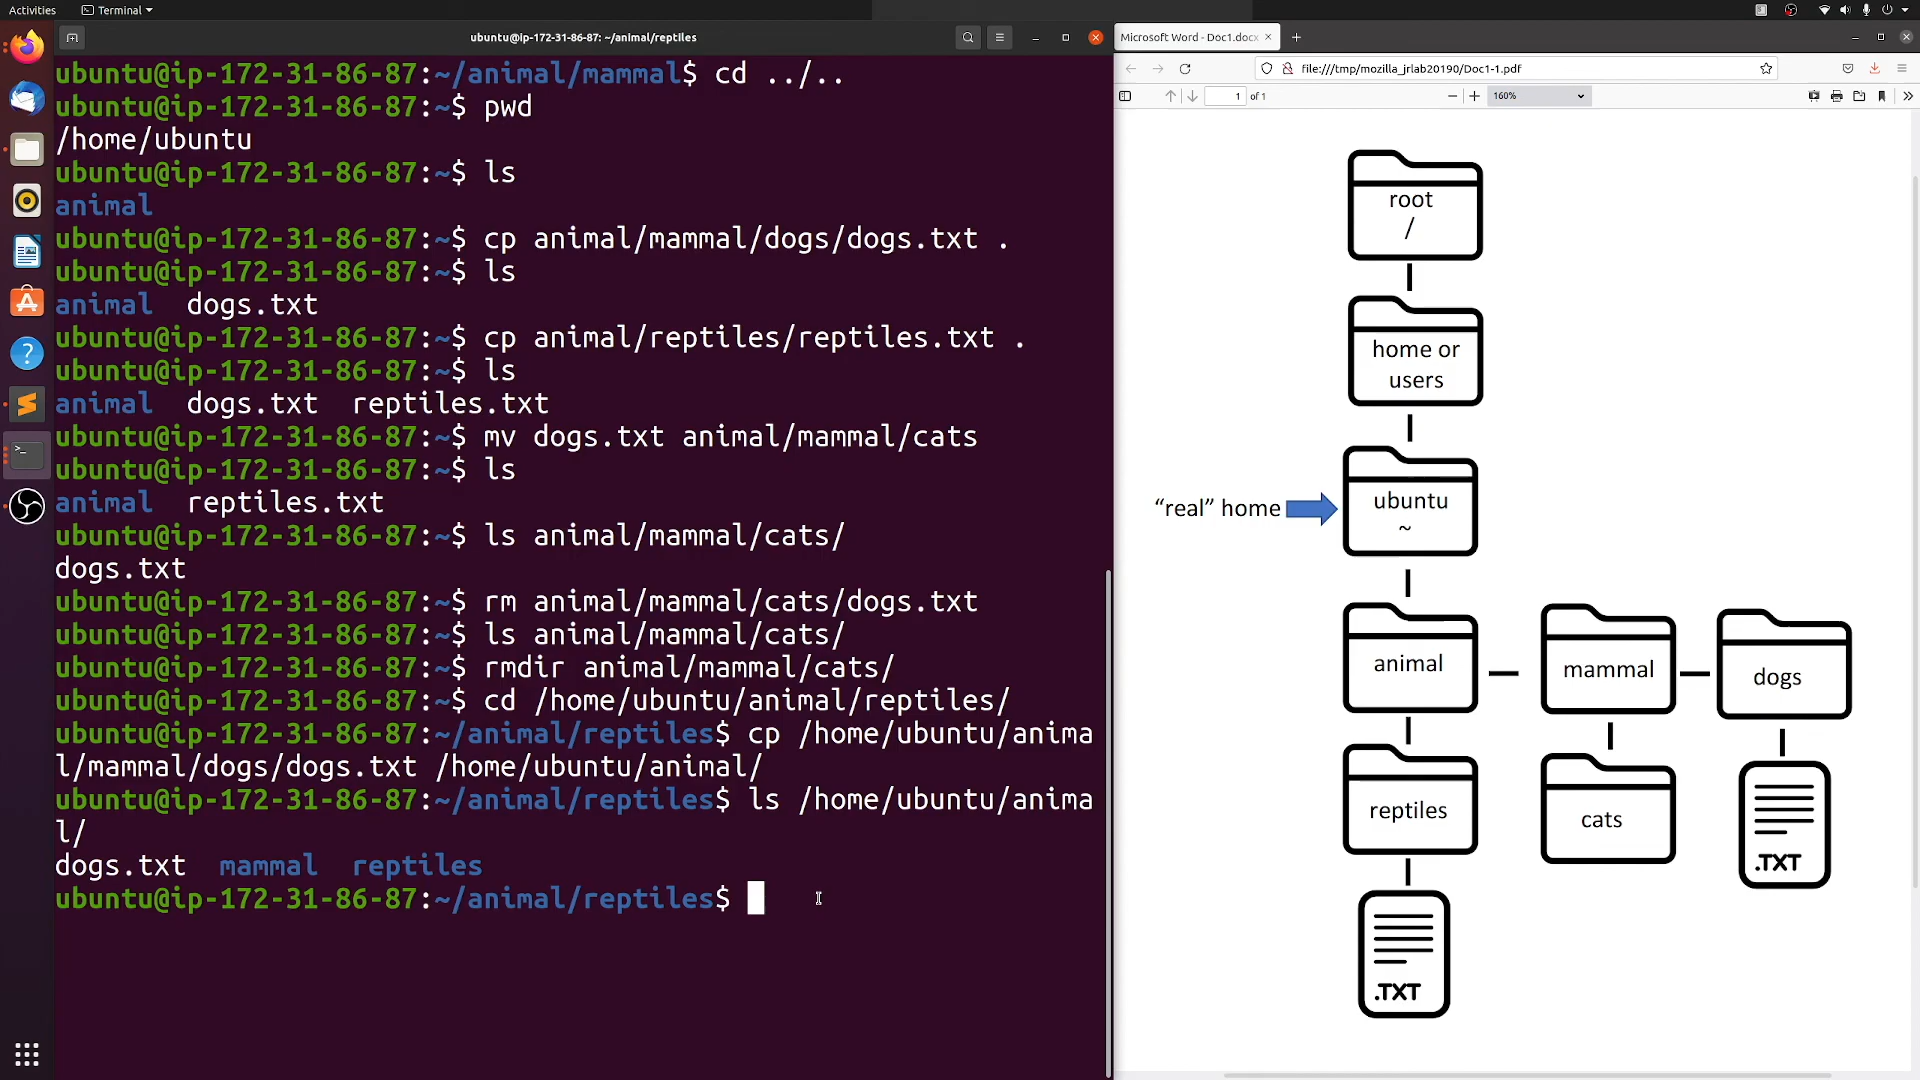 Activities
Terminal
ubuntu@ip-172-31-86-87: ~/animal/reptiles
ubuntu@ip-172-31-86-87:~/animal/mammal$ cd ../..
ubuntu@ip-172-31-86-87:~$ pwd
/home/ubuntu
ubuntu@ip-172-31-86-87:~$ ls
animal
ubuntu@ip-172-31-86-87:~$ cp animal/mammal/dogs/dogs.txt .
ubuntu@ip-172-31-86-87:~$ ls
animal  dogs.txt
ubuntu@ip-172-31-86-87:~$ cp animal/reptiles/reptiles.txt .
ubuntu@ip-172-31-86-87:~$ ls
animal  dogs.txt  reptiles.txt
ubuntu@ip-172-31-86-87:~$ mv dogs.txt animal/mammal/cats
ubuntu@ip-172-31-86-87:~$ ls
animal  reptiles.txt
ubuntu@ip-172-31-86-87:~$ ls animal/mammal/cats/
dogs.txt
ubuntu@ip-172-31-86-87:~$ rm animal/mammal/cats/dogs.txt
ubuntu@ip-172-31-86-87:~$ ls animal/mammal/cats/
ubuntu@ip-172-31-86-87:~$ rmdir animal/mammal/cats/
ubuntu@ip-172-31-86-87:~$ cd /home/ubuntu/animal/reptiles/
ubuntu@ip-172-31-86-87:~/animal/reptiles$ cp /home/ubuntu/anima
l/mammal/dogs/dogs.txt /home/ubuntu/animal/
ubuntu@ip-172-31-86-87:~/animal/reptiles$ ls /home/ubuntu/anima
l/
dogs.txt  mammal  reptiles
ubuntu@ip-172-31-86-87:~/animal/reptiles$
Microsoft Word - Doc1.docx
file:///tmp/mozilla_jrlab20190/Doc1-1.pdf
1 of 1
160%
root
/
home or
users
"real" home
ubuntu
~
animal
mammal
dogs
reptiles
cats
.TXT
.TXT